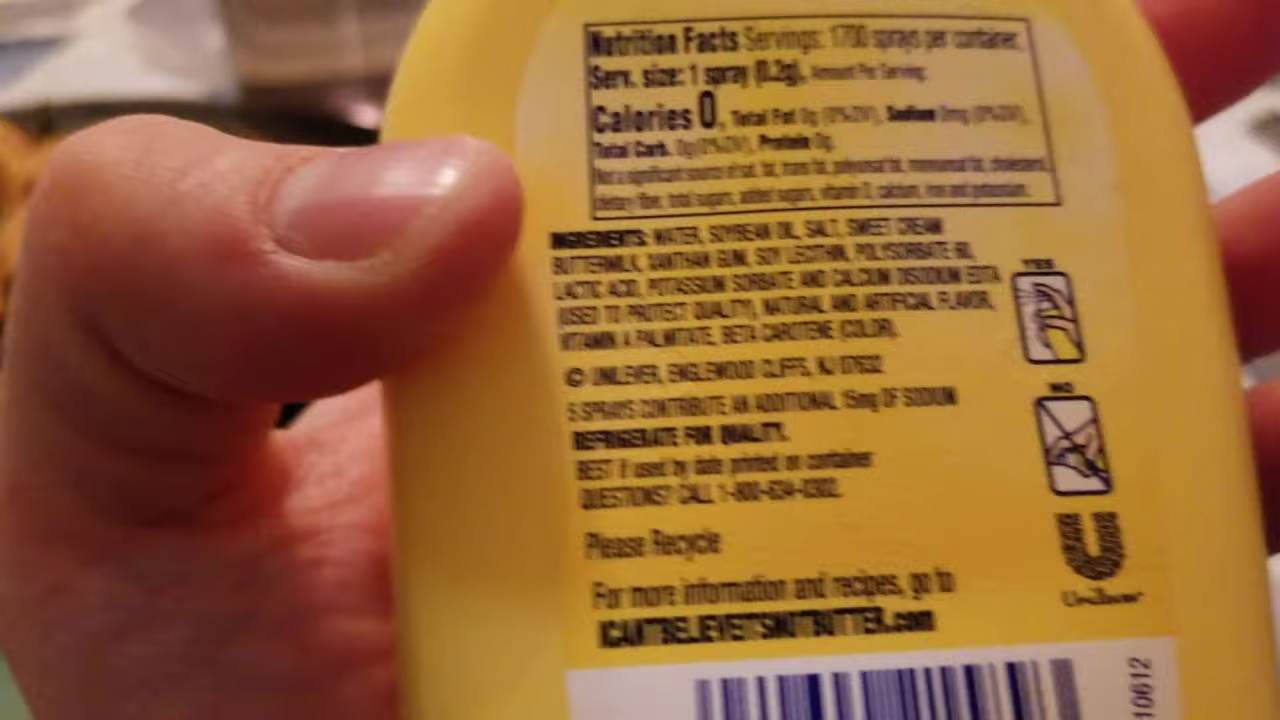 Nutrition Facts Servings: 1700 sprays per container,
Serv. size: 1 spray (0.2g), Amount Per Serving:
Calories 0, Total Fat 0g (0%DV), Sodium 0mg (0%DV),
Total Carb. 0g (0%DV), Protein 0g.
Not a significant source of sat. fat, trans fat, polyunsat fat, monounsat fat, cholesterol,
dietary fiber, total sugars, added sugars, vitamin D, calcium, iron and potassium.
INGREDIENTS: WATER, SOYBEAN OIL, SALT, SWEET CREAM
BUTTERMILK, XANTHAN GUM, SOY LECITHIN, POLYSORBATE 60,
LACTIC ACID, POTASSIUM SORBATE AND CALCIUM DISODIUM EDTA
(USED TO PROTECT QUALITY), NATURAL AND ARTIFICIAL FLAVOR,
VITAMIN A PALMITATE, BETA CAROTENE (COLOR).
YES
© UNILEVER, ENGLEWOOD CLIFFS, NJ 07632
NO
5 SPRAYS CONTRIBUTE AN ADDITIONAL 15mg OF SODIUM
REFRIGERATE FOR QUALITY.
BEST if used by date printed on container
QUESTIONS? CALL 1-800-634-
Please Recycle
For more information and recipes, go to
ICANTBELIEVEITSNOTBUTTER.com
Unilever
10612